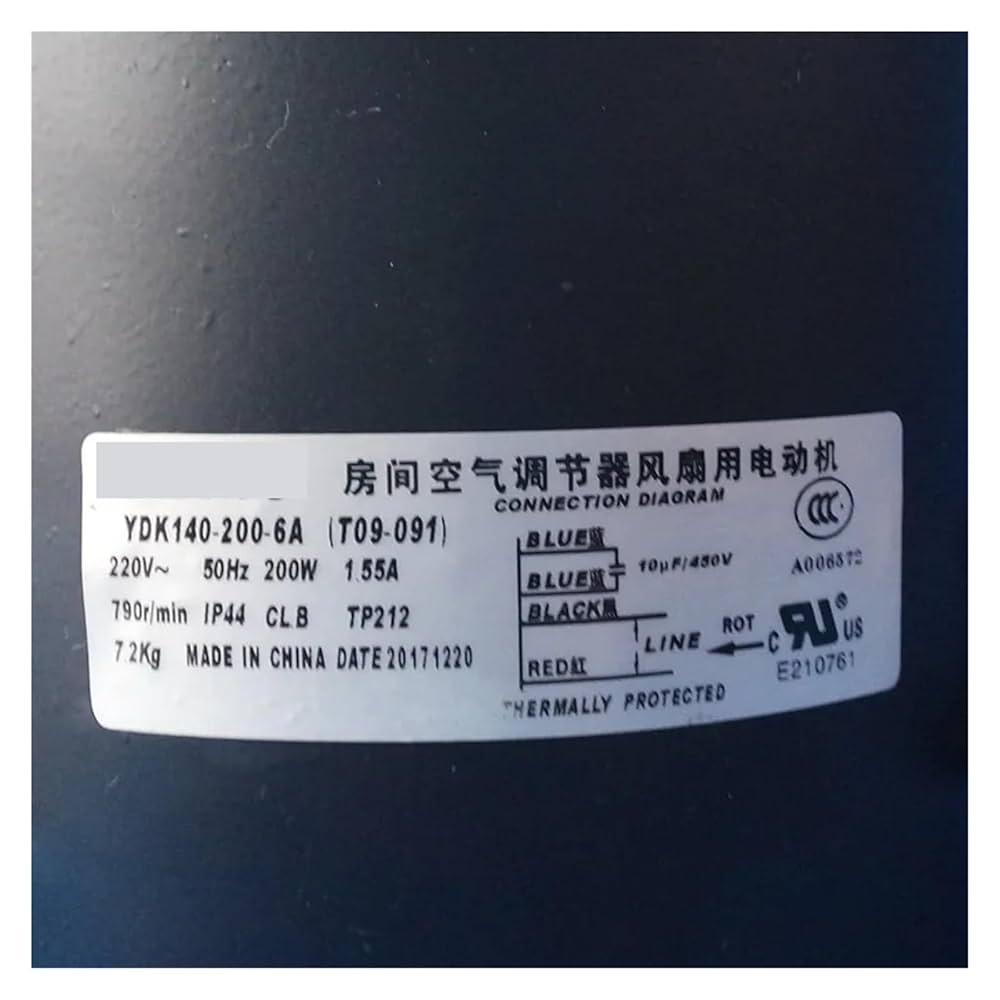 房间空气调节器风扇用电动机
YDK140-200-6A (T09-091)
220V~ 50Hz 200W 1.55A
790r/min IP44 CL.B TP212
7.2Kg MADE IN CHINA DATE 20171220
CONNECTION DIAGRAM
BLUE蓝
BLUE蓝
10μF/450V
BLACK黑
LINE
RED红
THERMALLY PROTECTED
CCC
A006572
ROT
C RU® US
E210761